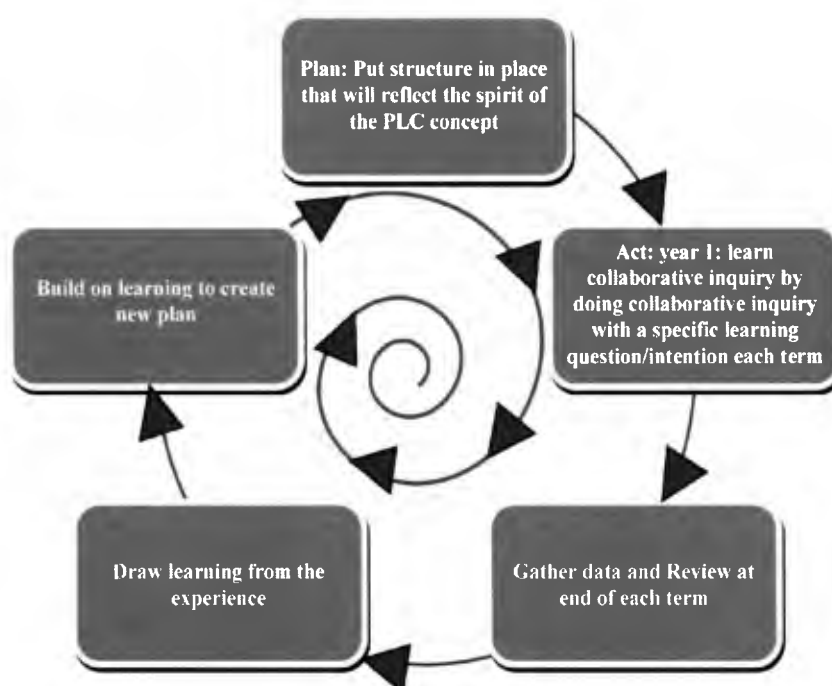 Plan: Put structure in place
that will reflect the spirit of
the PLC concept
Act: year 1: learn
collaborative inquiry by
doing collaborative inquiry
with a specific learning
question/intention each term
Gather data and Review at
end of each term
Draw learning from the
experience
Build on learning to create
new plan